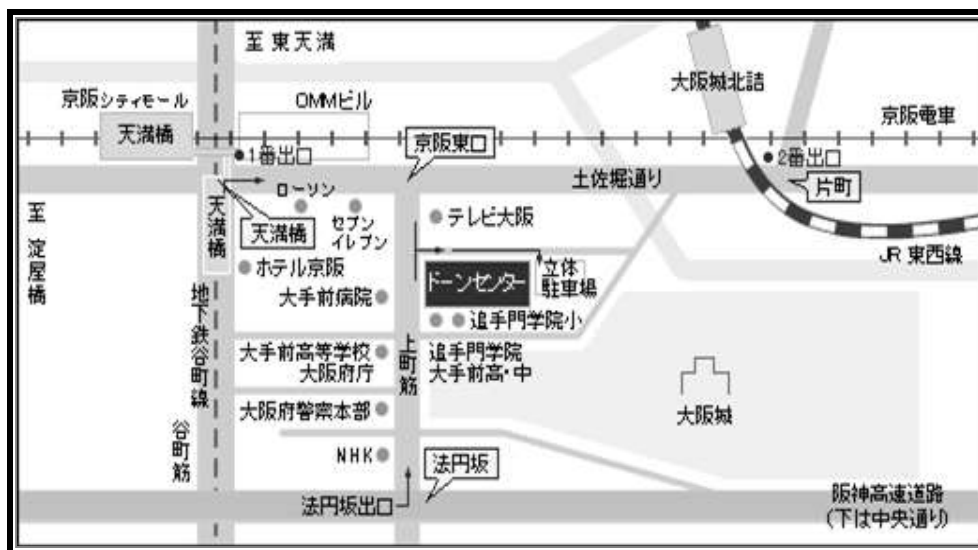 至東天満
京阪シティモール
OMMビル
大阪城北詰
京阪電車
天満橋
1番出口
京阪東口
2番出口
土佐堀通り
片町
ローソン
天満橋
天満橋
セブン
イレブン
テレビ大阪
至淀屋橋
ホテル京阪
ドーンセンター
立体
駐車場
JR東西線
大手前病院
追手門学院小
地下鉄谷町線
大手前高等学校
大阪府庁
上町筋
追手門学院
大手前高・中
大阪城
大阪府警察本部
谷町筋
NHK
法円坂
法円坂出口
阪神高速道路
(下は中央通り)